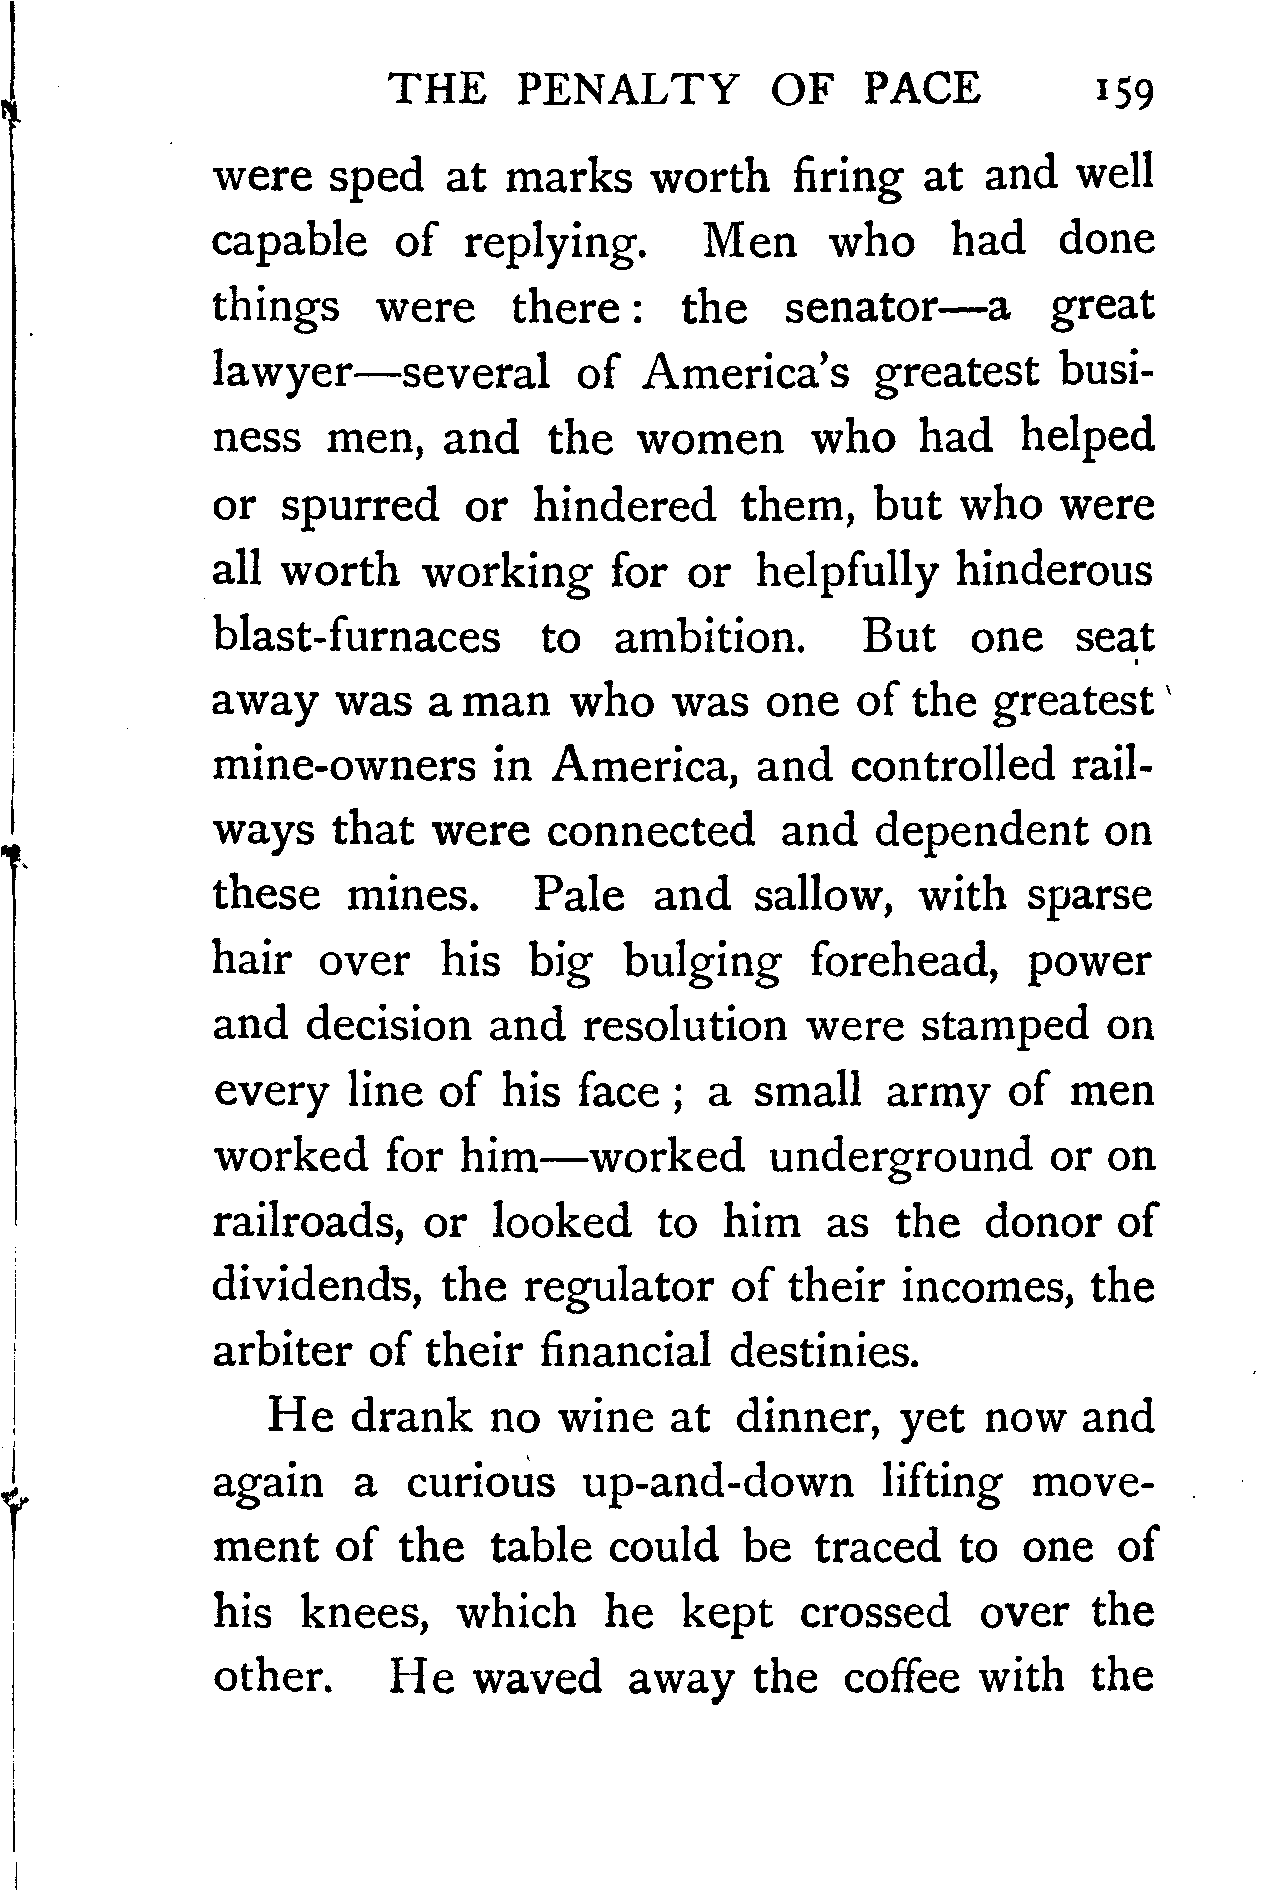 THE PENALTY OF PACE 159
were sped at marks worth firing at and well
capable of replying. Men who had done
things were there : the senator—a great
lawyer—several of America's greatest busi-
ness men, and the women who had helped
or spurred or hindered them, but who were
all worth working for or helpfully hinderous
blast-furnaces to ambition. But one seat
away was a man who was one of the greatest
mine-owners in America, and controlled rail-
ways that were connected and dependent on
these mines. Pale and sallow, with sparse
hair over his big bulging forehead, power
and decision and resolution were stamped on
every line of his face ; a small army of men
worked for him—worked underground or on
railroads, or looked to him as the donor of
dividends, the regulator of their incomes, the
arbiter of their financial destinies.
He drank no wine at dinner, yet now and
again a curious up-and-down lifting move-
ment of the table could be traced to one of
his knees, which he kept crossed over the
other. He waved away the coffee with the